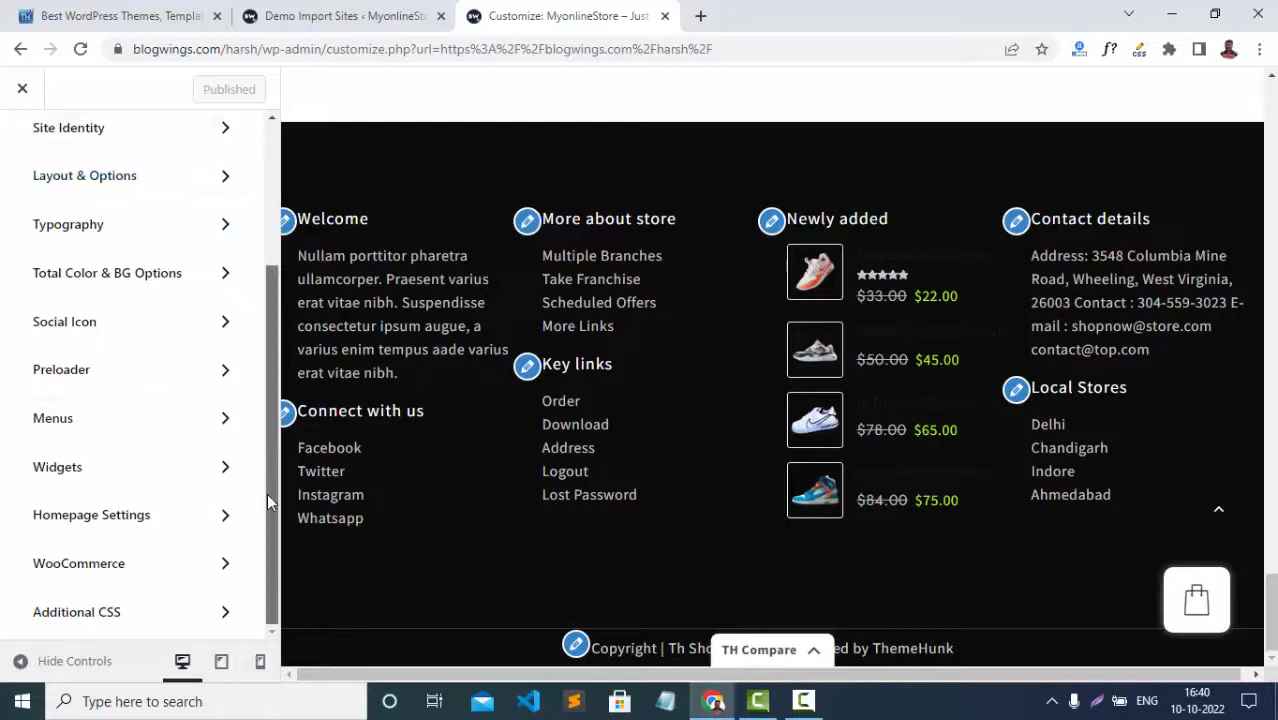 Best WordPress Themes, Templat
Demo Import Sites ‹ MyonlineSto
Customize: MyonlineStore – Just
blogwings.com/harsh/wp-admin/customize.php?url=https%3A%2F%2Fblogwings.com%2Fharsh%2F
f?
CSS
Published
Site Identity
Layout & Options
Typography
Total Color & BG Options
Social Icon
Preloader
Menus
Widgets
Homepage Settings
WooCommerce
Additional CSS
Hide Controls
Welcome
Nullam porttitor pharetra
ullamcorper. Praesent varius
erat vitae nibh. Suspendisse
consectetur ipsum augue, a
varius enim tempus aade varius
erat vitae nibh.
Connect with us
Facebook
Twitter
Instagram
Whatsapp
More about store
Multiple Branches
Take Franchise
Scheduled Offers
More Links
Key links
Order
Download
Address
Logout
Lost Password
Newly added
$33.00 $22.00
$50.00 $45.00
$78.00 $65.00
$84.00 $75.00
Contact details
Address: 3548 Columbia Mine
Road, Wheeling, West Virginia,
26003 Contact : 304-559-3023 E-
mail : shopnow@store.com
contact@top.com
Local Stores
Delhi
Chandigarh
Indore
Ahmedabad
Copyright | Th Sho
TH Compare
ed by ThemeHunk
Type here to search
ENG
16:40
10-10-2022